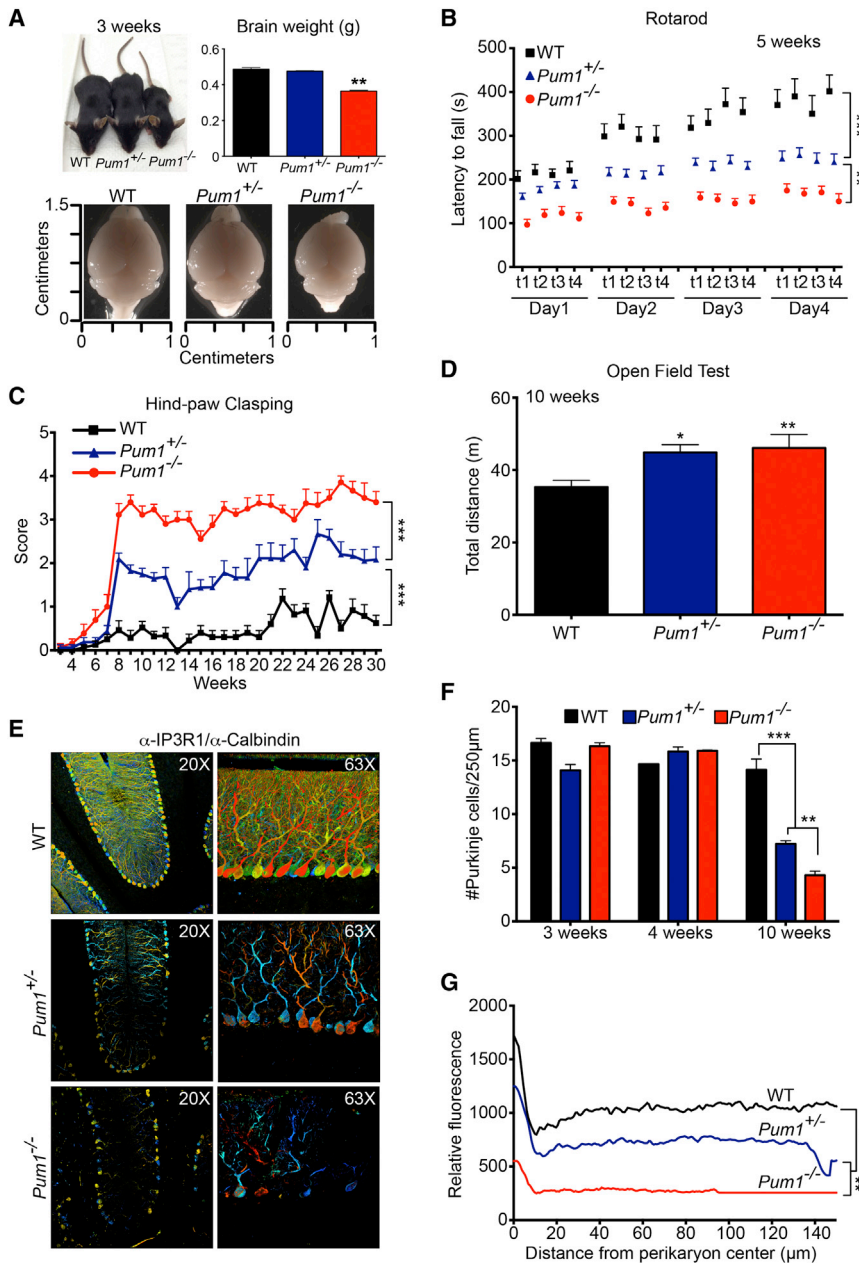 A
3 weeks
Brain weight (g)
0.6
0.4
0.2
0
**
WT Pum1+/- Pum1-/-
WT Pum1+/- Pum1-/-
WT Pum1+/- Pum1-/-
1.5
Centimeters
0
0 1 0 1 0 1
Centimeters
B
Rotarod
5 weeks
WT
Pum1+/-
Pum1-/-
Latency to fall (s)
500
400
300
200
100
0
***
**
t1 t2 t3 t4 t1 t2 t3 t4 t1 t2 t3 t4 t1 t2 t3 t4
Day1 Day2 Day3 Day4
C
Hind-paw Clasping
WT
Pum1+/-
Pum1-/-
Score
5
4
3
2
1
0
***
***
4 6 8 10 12 14 16 18 20 22 24 26 28 30
Weeks
D
Open Field Test
10 weeks
Total distance (m)
60
40
20
0
*
**
WT Pum1+/- Pum1-/-
E
α-IP3R1/α-Calbindin
WT
20X 63X
Pum1+/-
20X 63X
Pum1-/-
20X 63X
F
WT Pum1+/- Pum1-/-
#Purkinje cells/250µm
20
15
10
5
0
***
**
3 weeks 4 weeks 10 weeks
G
Relative fluorescence
2000
1500
1000
500
0
WT
Pum1+/-
Pum1-/-
**
0 20 40 60 80 100 120 140
Distance from perikaryon center (µm)